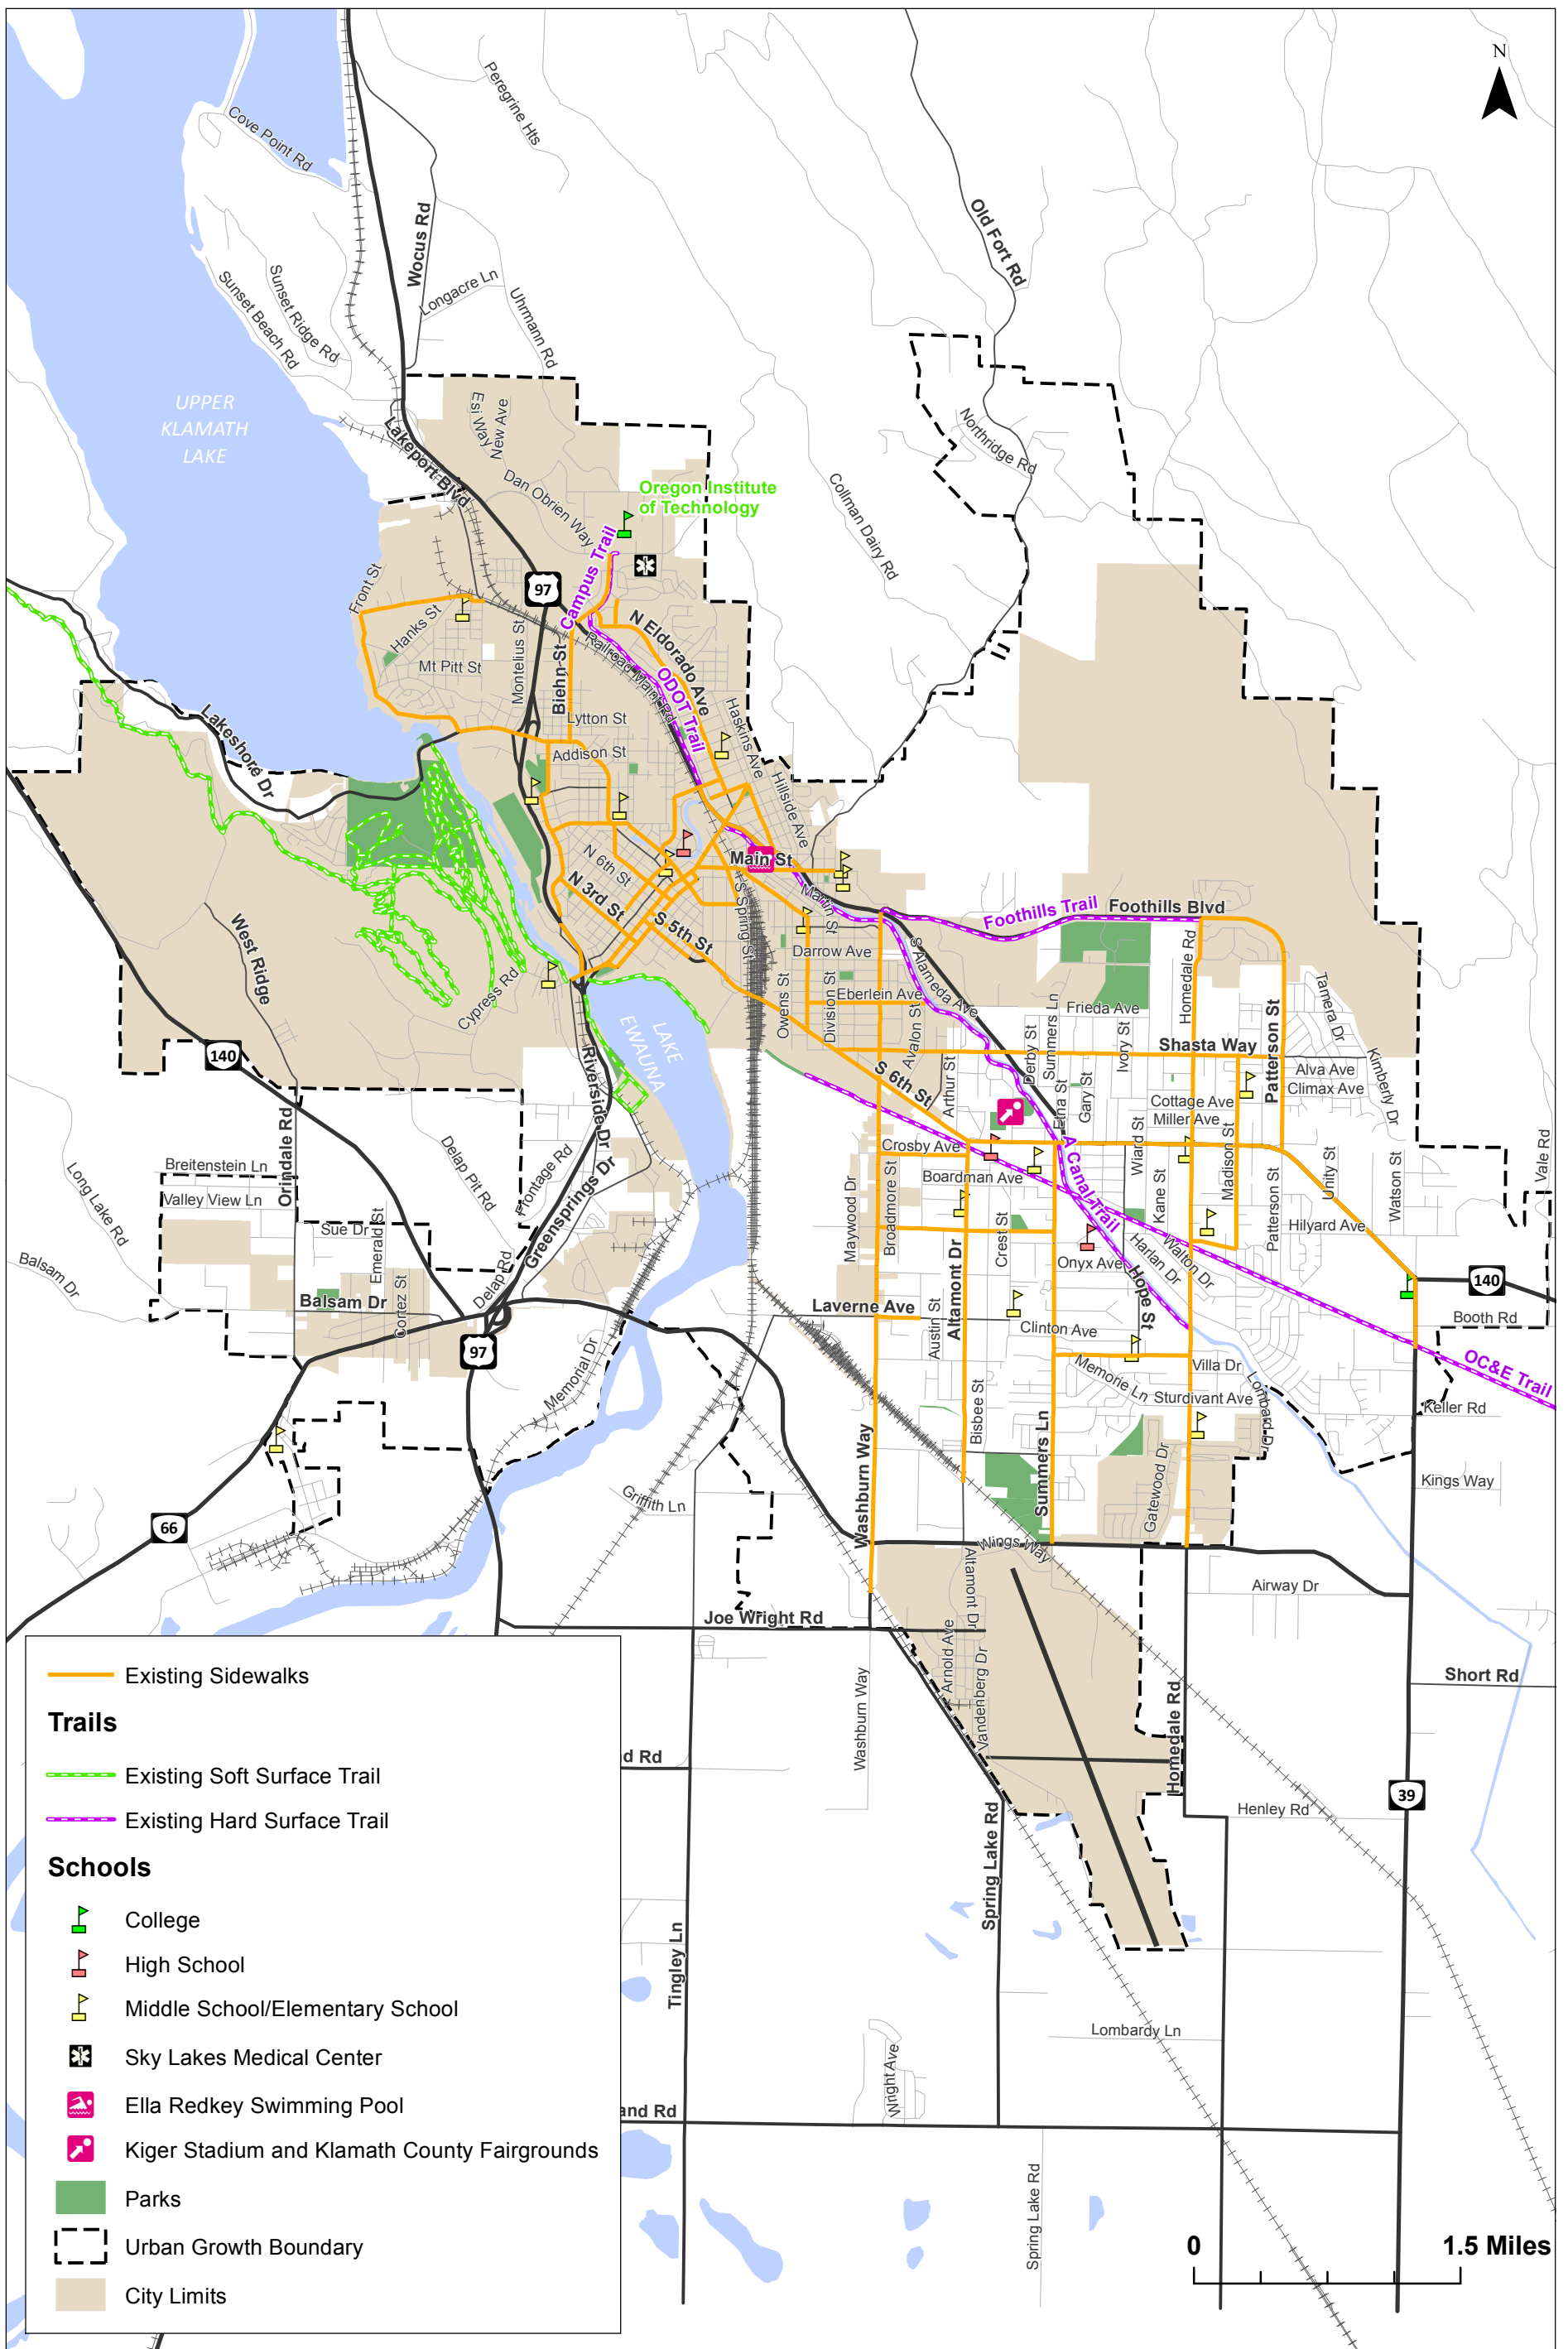 N
Peregrine Hts
Cove Point Rd
Wocus Rd
Old Fort Rd
Longacre Ln
Sunset Ridge Rd
Sunset Beach Rd
Uhrmann Rd
UPPER
KLAMATH
LAKE
Esi Way
New Ave
Lakeport Blvd
Northridge Rd
Dan Obrien Way
Oregon Institute
of Technology
Collman Dairy Rd
Campus Trail
97
Front St
Hanks St
Mt Pitt St
Montelius St
Biehn St
N Eldorado Ave
Railroad Maint Rd
ODOT Trail
Lytton St
Addison St
Haskins Ave
Hillside Ave
Lakeshore Dr
N 6th St
Main St
N 3rd St
S 5th St
S Spring St
Martin St
Foothills Trail
Foothills Blvd
West Ridge
Cypress Rd
Darrow Ave
S Alameda Ave
Owens St
Division St
Eberlein Ave
Avalon St
Frieda Ave
Homedale Rd
Tamera Dr
Patterson St
LAKE
EWAUNA
140
Riverside Dr
Derby St
Summers Ln
Ivory St
Shasta Way
Kimberly Dr
Alva Ave
Climax Ave
S 6th St
Arthur St
Etna St
Gary St
Cottage Ave
Miller Ave
Orindale Rd
Crosby Ave
Boardman Ave
A Canal Trail
Wiard St
Kane St
Madison St
Patterson St
Unity St
Watson St
Vale Rd
Breitenstein Ln
Valley View Ln
Long Lake Rd
Delap Pit Rd
Frontage Rd
Greensprings Dr
Maywood Dr
Broadmore St
Hilyard Ave
Sue Dr
Emerald St
Crest St
Onyx Ave
Harlan Dr
Walton Dr
Hope St
Balsam Dr
Balsam Dr
Cortez St
Delap Rd
Altamont Dr
140
Laverne Ave
Austin St
Clinton Ave
Booth Rd
97
Memorial Dr
Memorie Ln
Villa Dr
Sturdivant Ave
Lombard Dr
OC&E Trail
Keller Rd
Bisbee St
Washburn Way
Summers Ln
Gatewood Dr
Kings Way
66
Griffith Ln
Wings Way
Altamont Dr
Airway Dr
Joe Wright Rd
Arnold Ave
Vandenberg Dr
Washburn Way
Homedale Rd
Short Rd
39
Henley Rd
Spring Lake Rd
Tingley Ln
Lombardy Ln
Wright Ave
Spring Lake Rd
nd Rd
and Rd
Existing Sidewalks
Trails
Existing Soft Surface Trail
Existing Hard Surface Trail
Schools
College
High School
Middle School/Elementary School
Sky Lakes Medical Center
Ella Redkey Swimming Pool
Kiger Stadium and Klamath County Fairgrounds
Parks
Urban Growth Boundary
City Limits
0 1.5 Miles